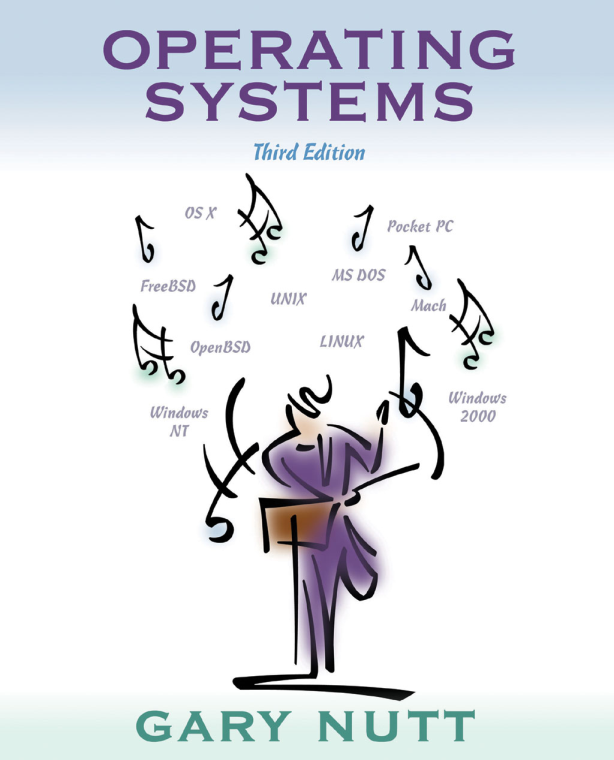 OPERATING
SYSTEMS
Third Edition
OS X
Pocket PC
MS DOS
FreeBSD
UNIX
Mach
OpenBSD
LINUX
Windows
NT
Windows
2000
GARY NUTT